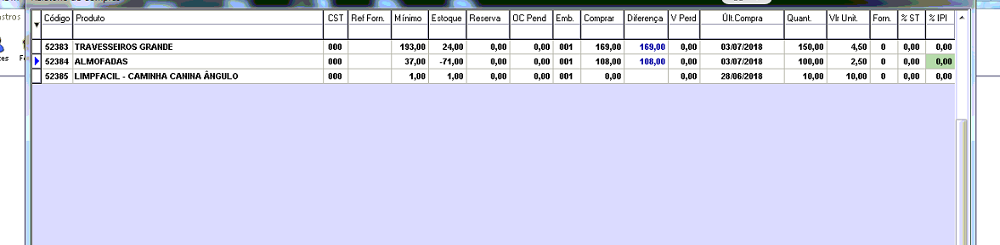 Código Produto CST Ref Forn. Mínimo Estoque Reserva OC Pend Emb. Comprar Diferença V Perd Últ.Compra Quant. Vlr Unit. Forn. % ST % IPI
52383 TRAVESSEIROS GRANDE 000 193,00 24,00 0,00 0,00 001 169,00 169,00 0,00 03/07/2018 150,00 4,50 0 0,00 0,00
52384 ALMOFADAS 000 37,00 -71,00 0,00 0,00 001 108,00 108,00 0,00 03/07/2018 100,00 2,50 0 0,00 0,00
52385 LIMPFACIL - CAMINHA CANINA ÂNGULO 000 1,00 1,00 0,00 0,00 001 0,00 0,00 28/06/2018 10,00 10,00 0 0,00 0,00